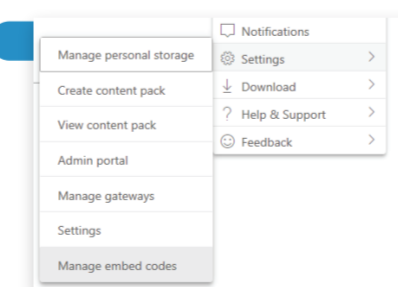 Notifications
Settings
Download
? Help & Support
Feedback
Manage personal storage
Create content pack
View content pack
Admin portal
Manage gateways
Settings
Manage embed codes